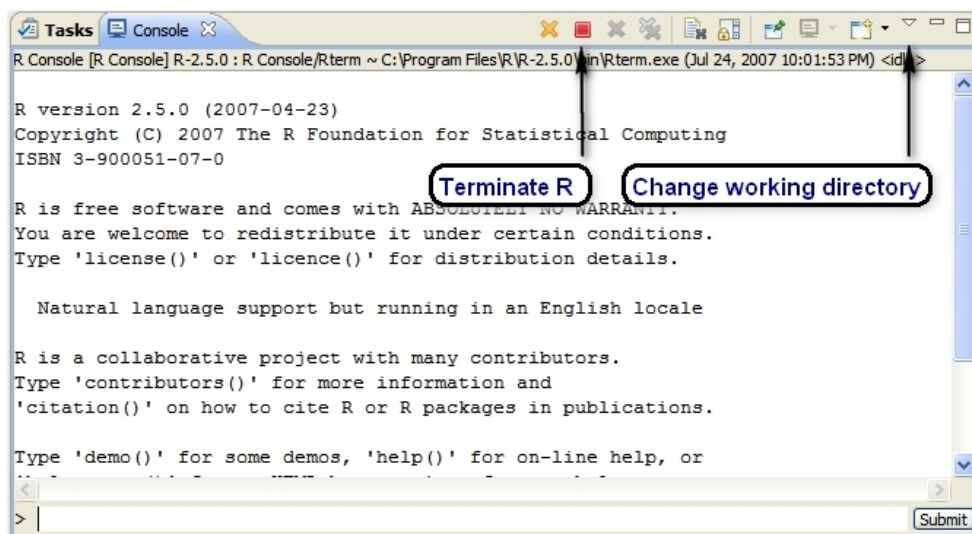 Tasks Console
R Console [R Console] R-2.5.0 : R Console/Rterm ~ C:\Program Files\R\R-2.5.0\bin\Rterm.exe (Jul 24, 2007 10:01:53 PM) <idle>
R version 2.5.0 (2007-04-23)
Copyright (C) 2007 The R Foundation for Statistical Computing
ISBN 3-900051-07-0
Terminate R
Change working directory
R is free software and comes with ABSOLUTELY NO WARRANTY.
You are welcome to redistribute it under certain conditions.
Type 'license()' or 'licence()' for distribution details.
Natural language support but running in an English locale
R is a collaborative project with many contributors.
Type 'contributors()' for more information and
'citation()' on how to cite R or R packages in publications.
Type 'demo()' for some demos, 'help()' for on-line help, or
>
Submit